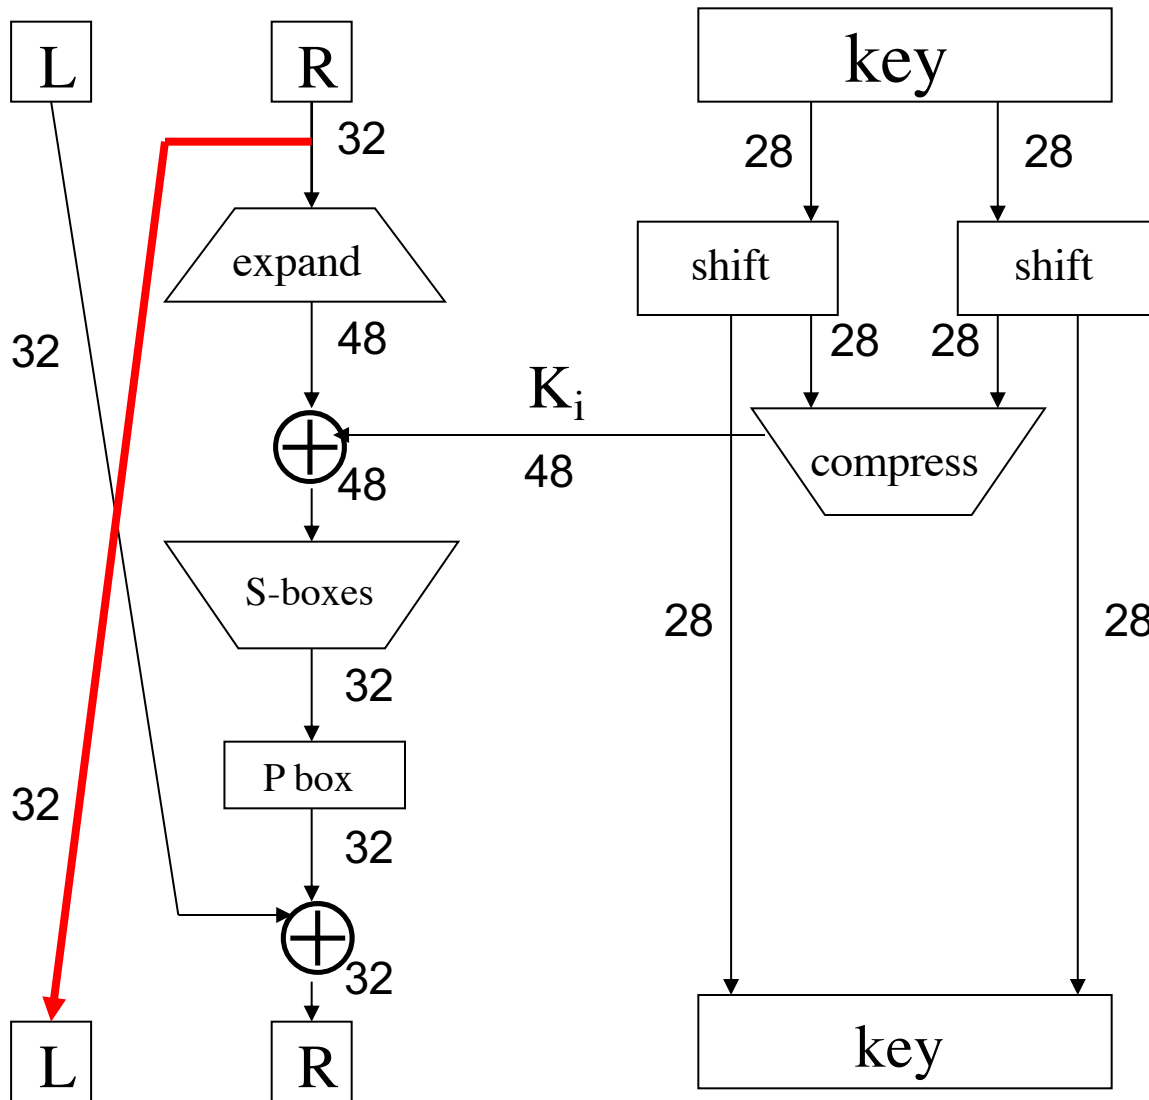 L R key
32 28 28
expand shift shift
32 48 28 28
K i
48 48 compress
S-boxes
28 28
32
P box
32
32
32
L R key